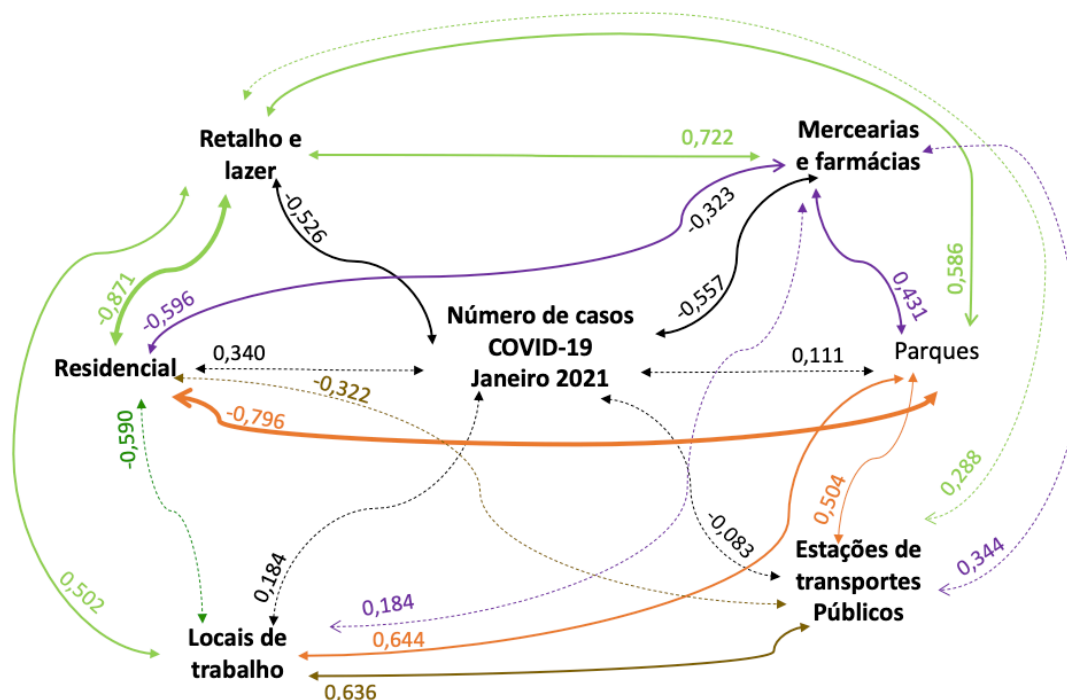 Retalho e
lazer
0,722
Mercearias
e farmácias
-0,526
-0,323
-0,871
-0,596
-0,557
0,431
0,586
Número de casos
COVID-19
Janeiro 2021
Residencial
0,340
0,111
Parques
-0,322
-0,796
-0,590
0,504
0,288
-0,083
0,184
0,502
0,184
Estações de
transportes
Públicos
0,344
Locais de
trabalho
0,644
0,636